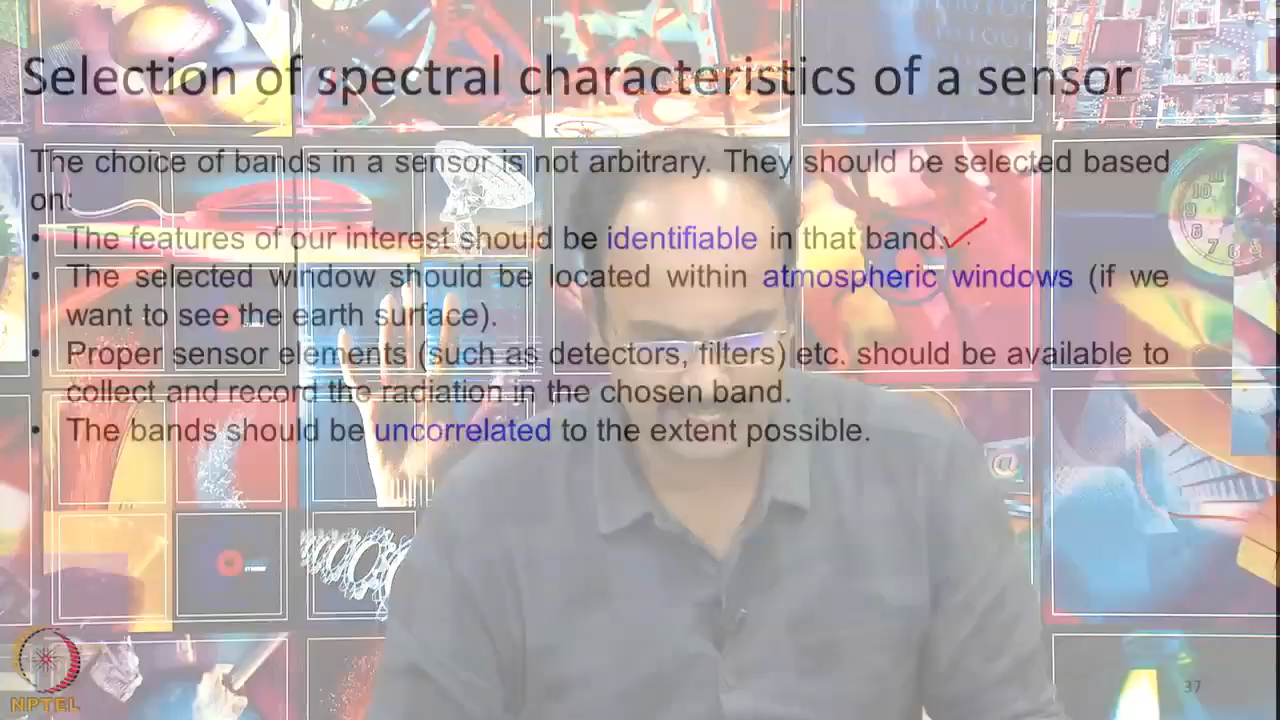 Selection of spectral characteristics of a sensor
The choice of bands in a sensor is not arbitrary. They should be selected based
on:
• The features of our interest should be identifiable in that band.
• The selected window should be located within atmospheric windows (if we
want to see the earth surface).
• Proper sensor elements (such as detectors, filters) etc. should be available to
collect and record the radiation in the chosen band.
• The bands should be uncorrelated to the extent possible.
NPTEL
37